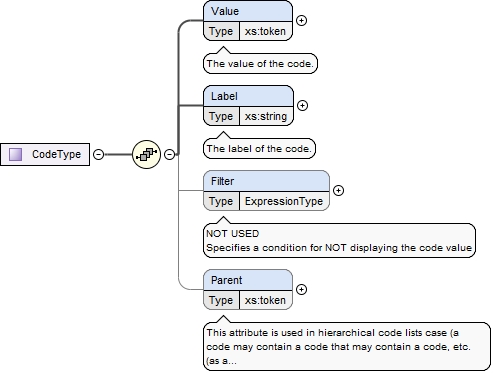 Value
Type xs:token
The value of the code.
Label
Type xs:string
CodeType
The label of the code.
Filter
Type ExpressionType
NOT USED
Specifies a condition for NOT displaying the code value
Parent
Type xs:token
This attribute is used in hierarchical code lists case (a
code may contain a code that may contain a code, etc.
(as a...